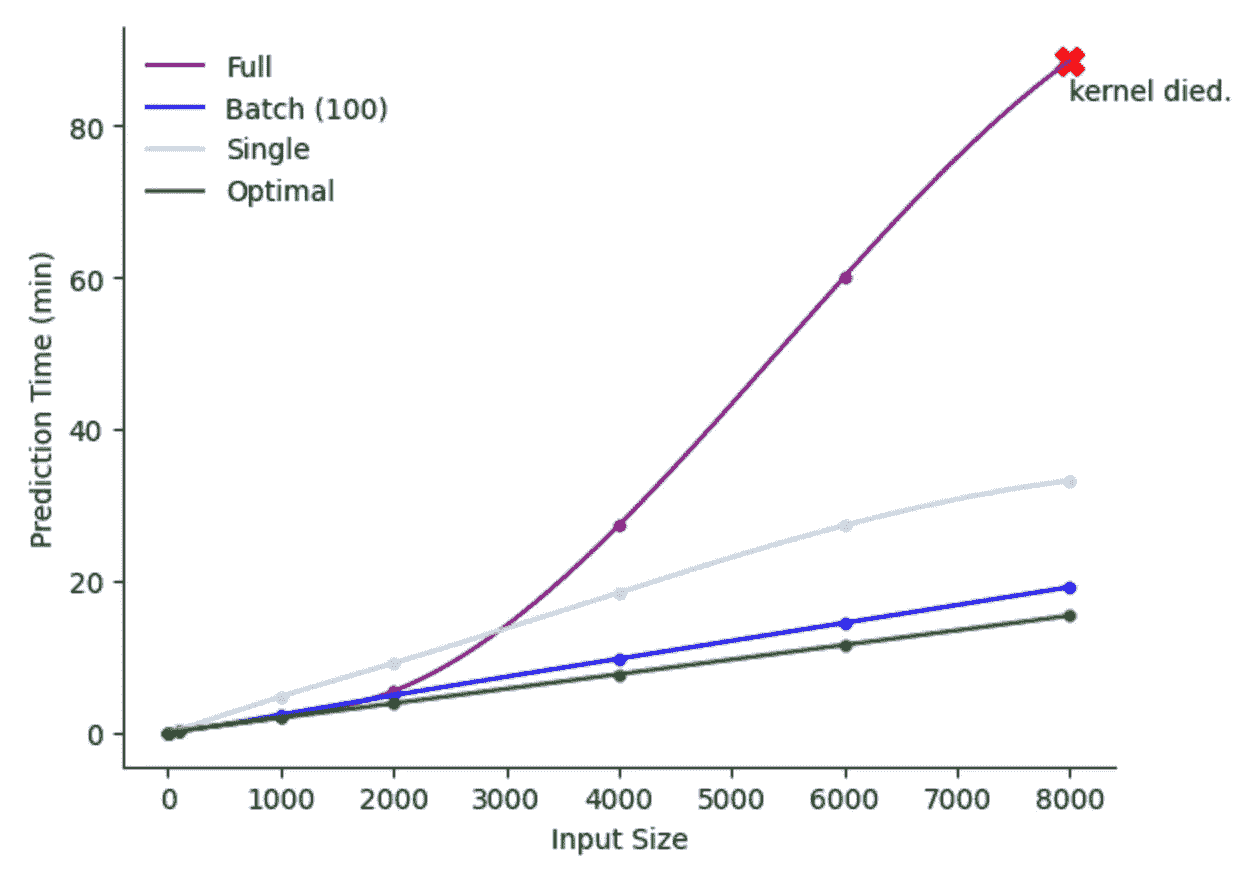 Full
Batch (100)
Single
Optimal
kernel died.
80
60
40
20
0
Prediction Time (min)
0 1000 2000 3000 4000 5000 6000 7000 8000
Input Size